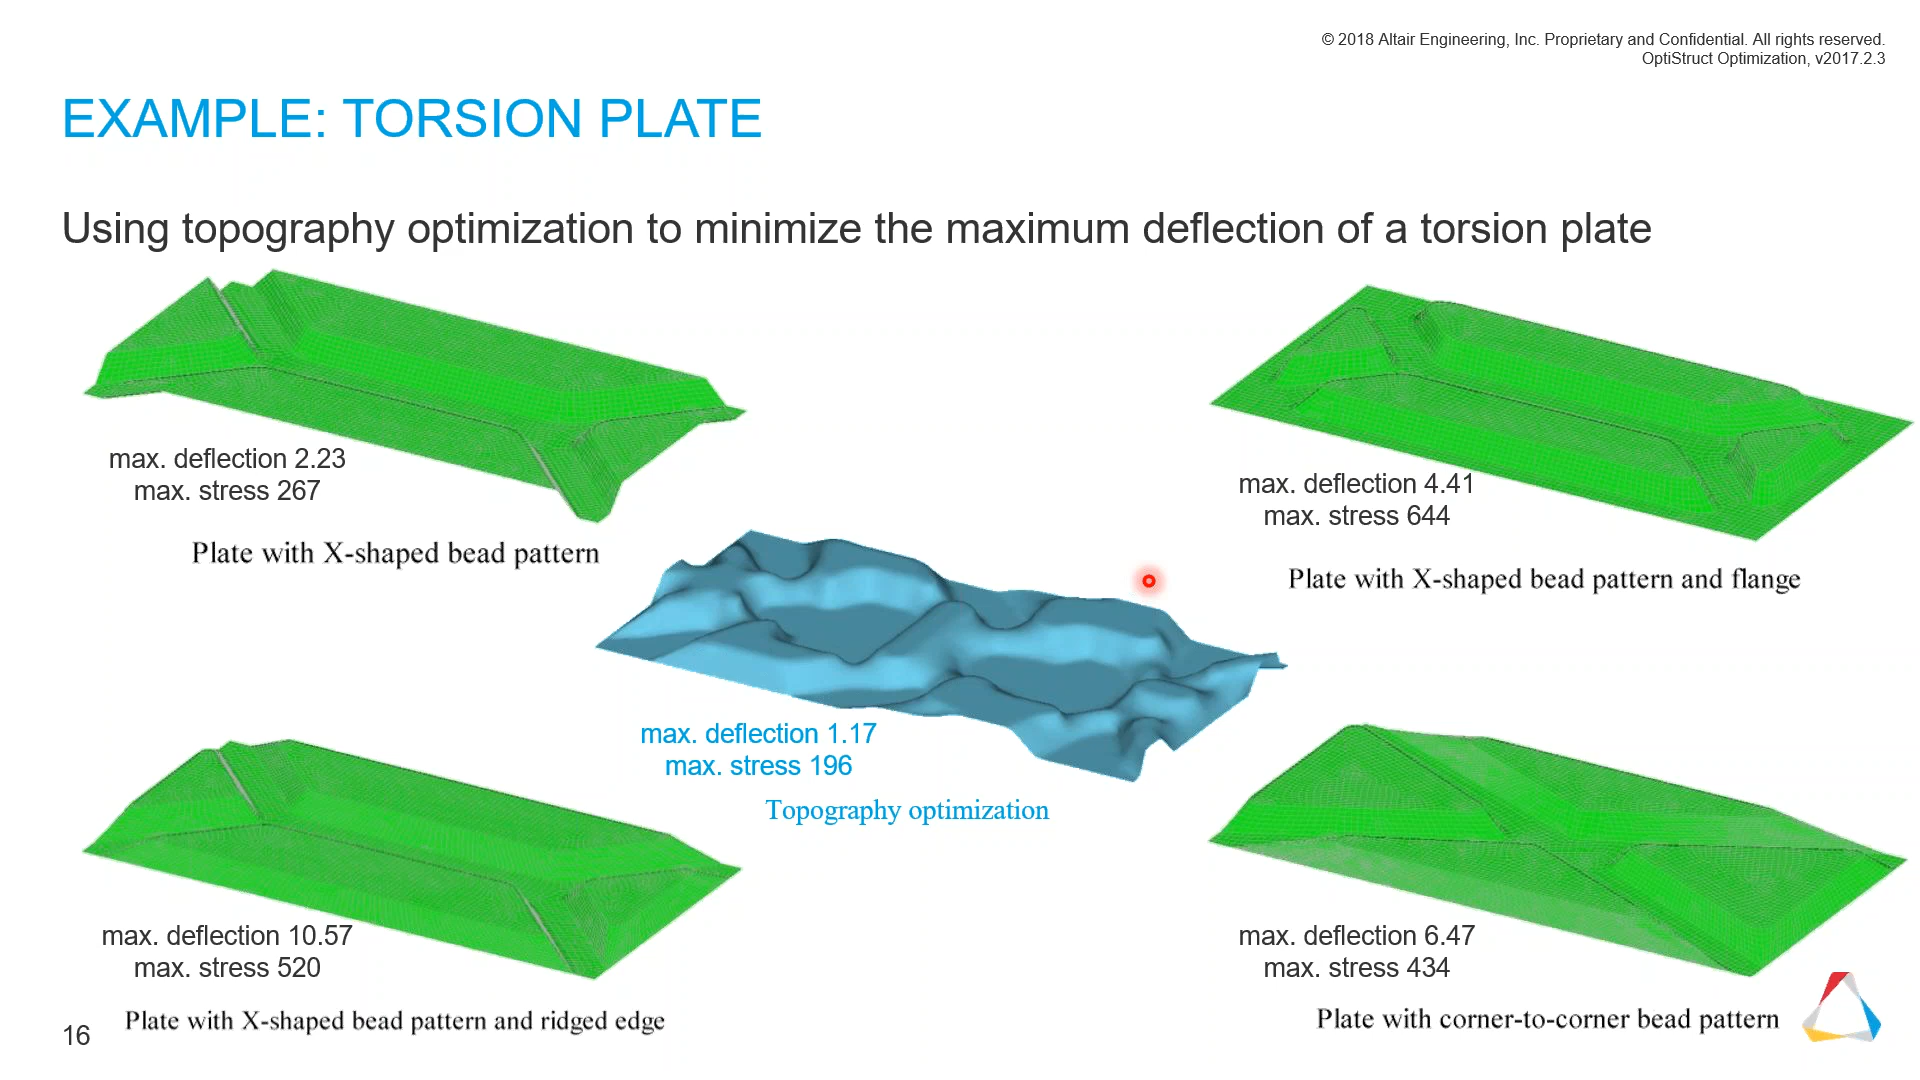 © 2018 Altair Engineering, Inc. Proprietary and Confidential. All rights reserved.
OptiStruct Optimization, v2017.2.3
EXAMPLE: TORSION PLATE
Using topography optimization to minimize the maximum deflection of a torsion plate
max. deflection 2.23
max. stress 267
Plate with X-shaped bead pattern
max. deflection 4.41
max. stress 644
Plate with X-shaped bead pattern and flange
max. deflection 1.17
max. stress 196
Topography optimization
max. deflection 10.57
max. stress 520
Plate with X-shaped bead pattern and ridged edge
max. deflection 6.47
max. stress 434
Plate with corner-to-corner bead pattern
16